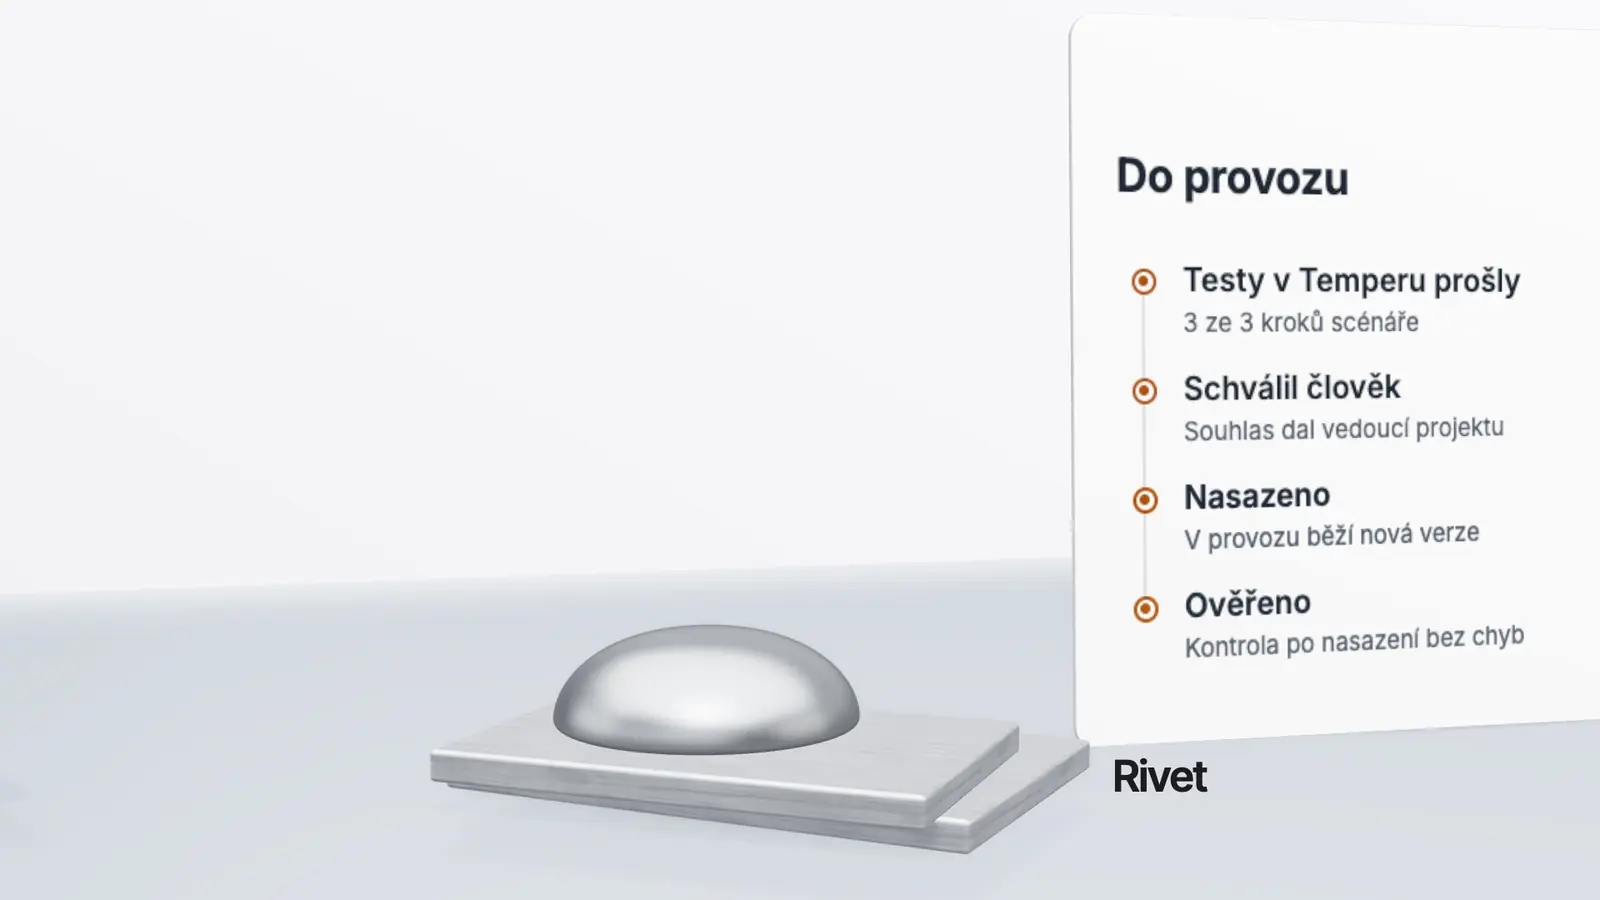 Do provozu
Testy v Temperu prošly
3 ze 3 kroků scénáře
Schválil člověk
Souhlas dal vedoucí projektu
Nasazeno
V provozu běží nová verze
Ověřeno
Kontrola po nasazení bez chyb
Rivet